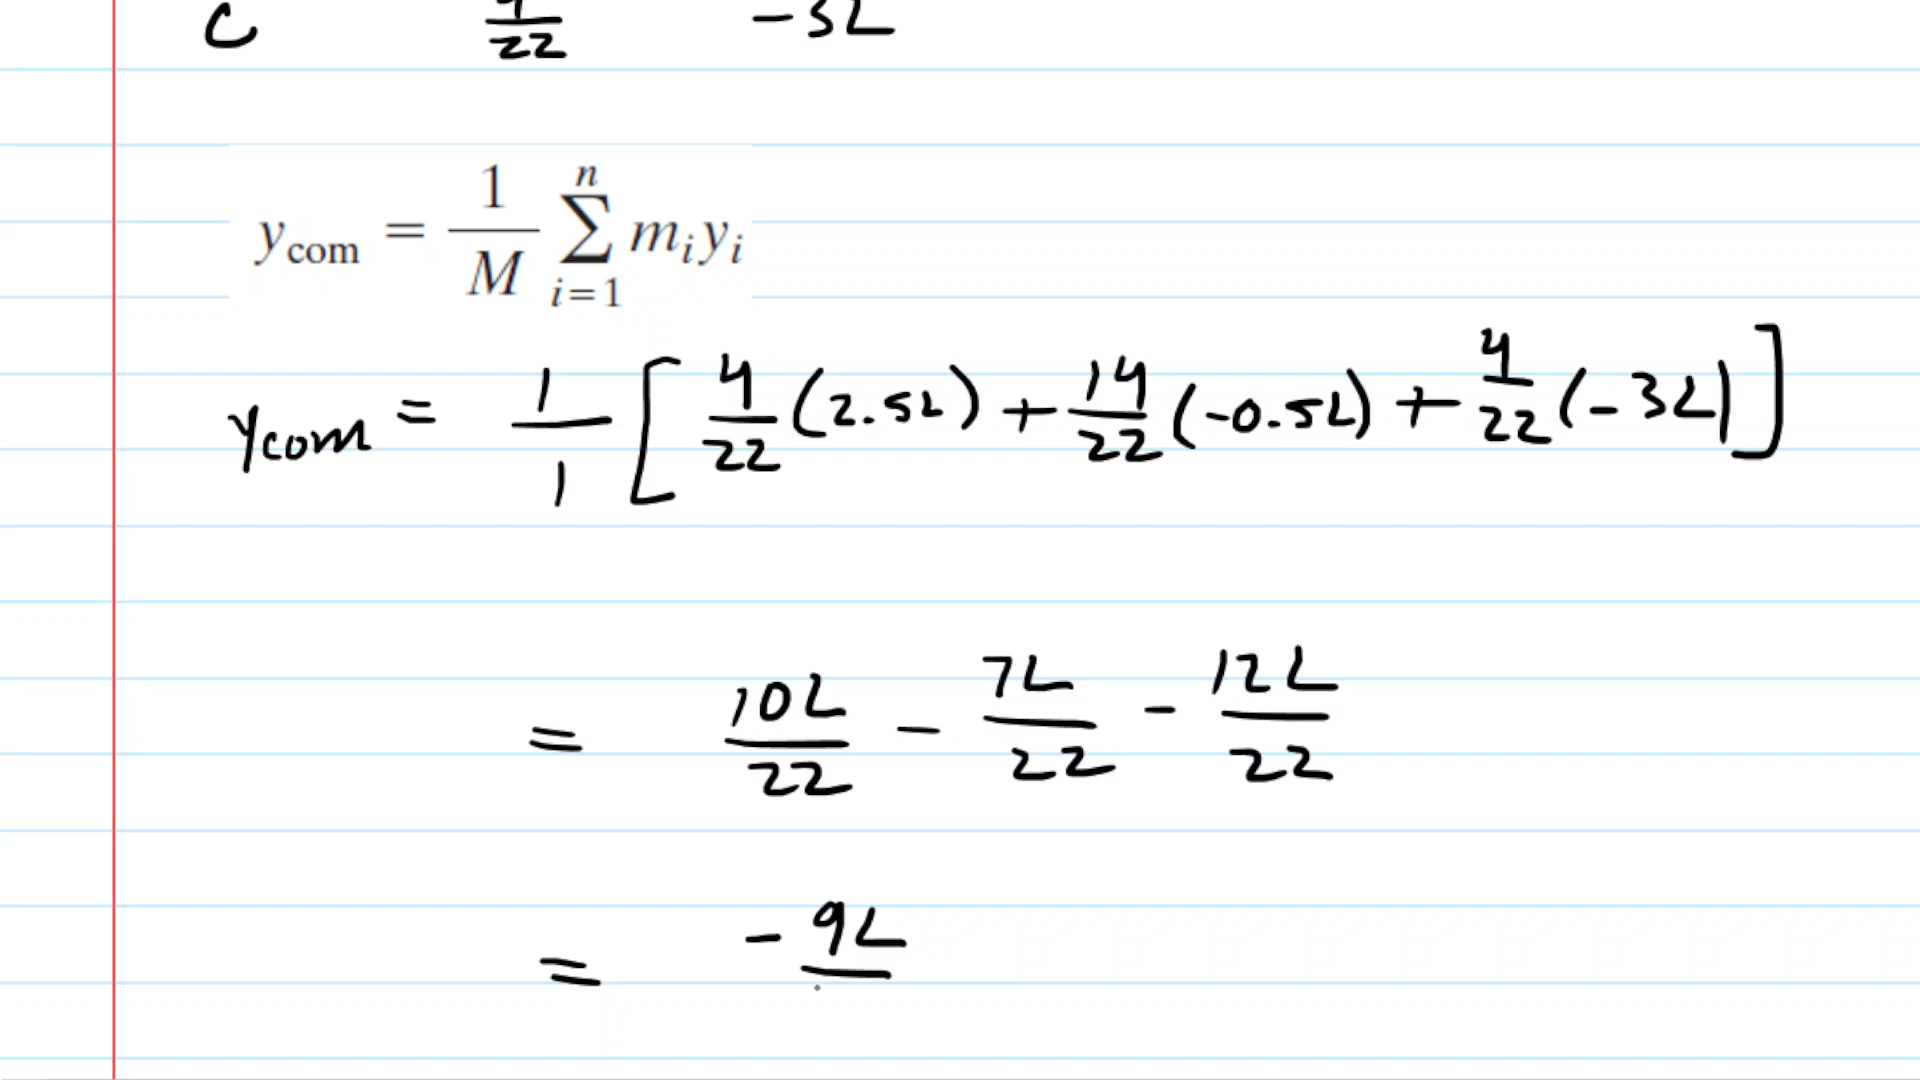 C 4/22 -3L
y_com = 1/M \sum_{i=1}^{n} m_i y_i
y_com = 1/1 [ 4/22 (2.5L) + 14/22 (-0.5L) + 4/22 (-3L) ]
= 10L/22 - 7L/22 - 12L/22
= -9L